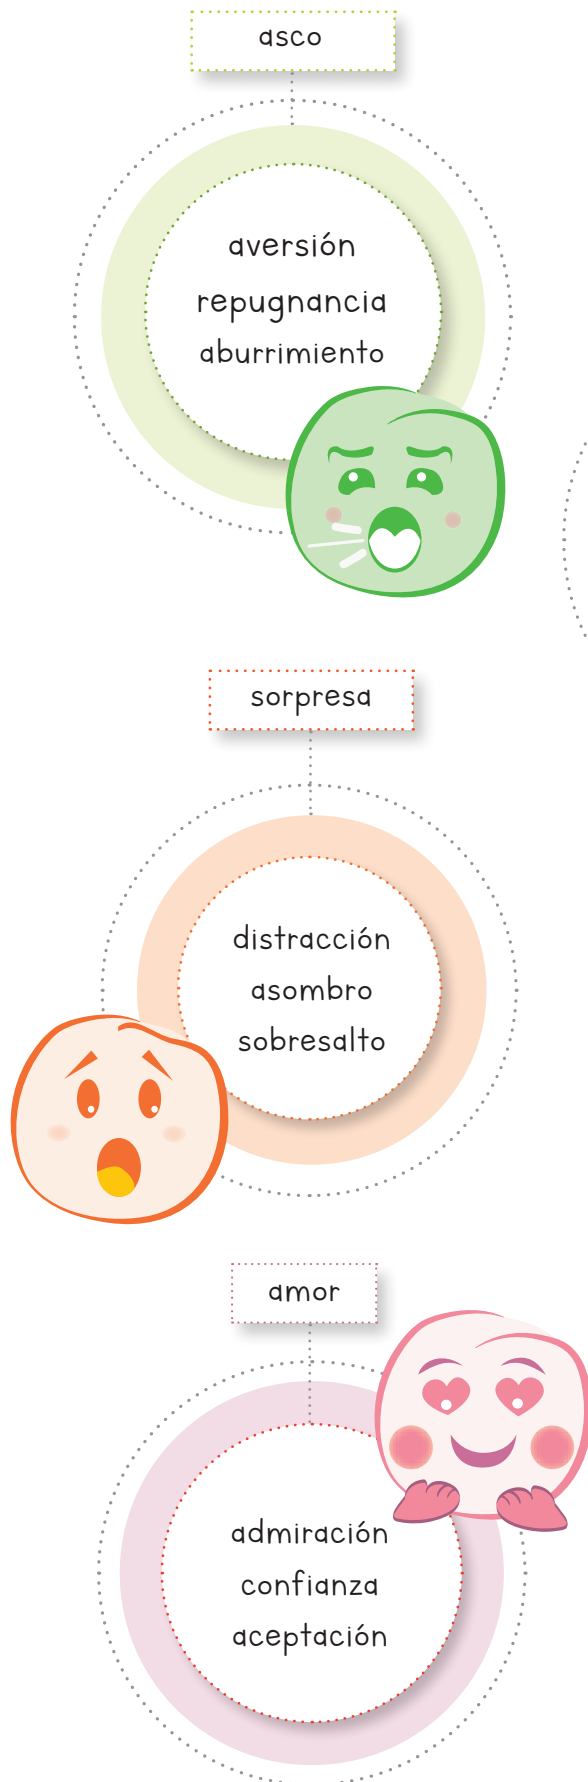 asco
aversión
repugnancia
aburrimiento
sorpresa
distracción
asombro
sobresalto
amor
admiración
confianza
aceptación